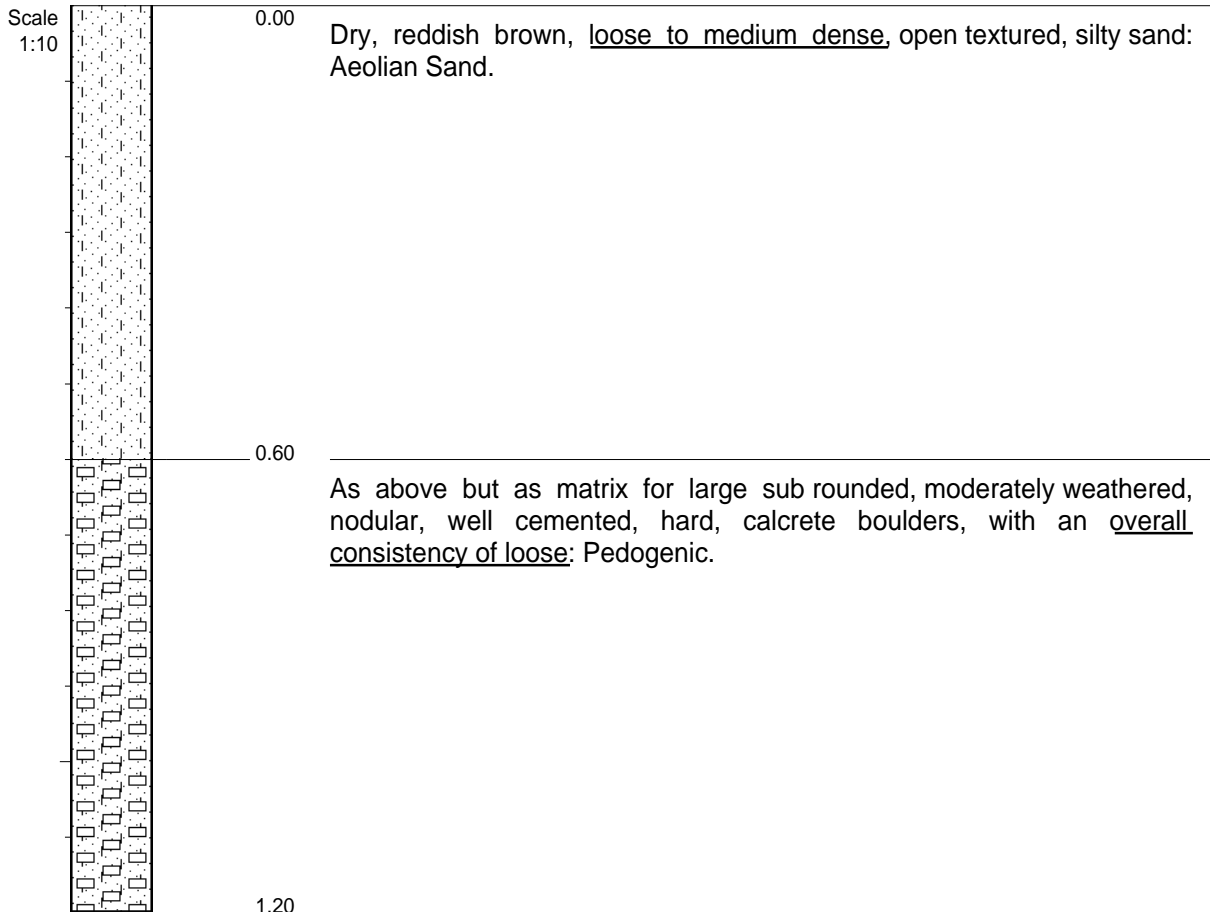 Scale
1:10
0.00
Dry, reddish brown, loose to medium dense, open textured, silty sand:
Aeolian Sand.
0.60
As above but as matrix for large sub rounded, moderately weathered,
nodular, well cemented, hard, calcrete boulders, with an overall
consistency of loose: Pedogenic.
1.20